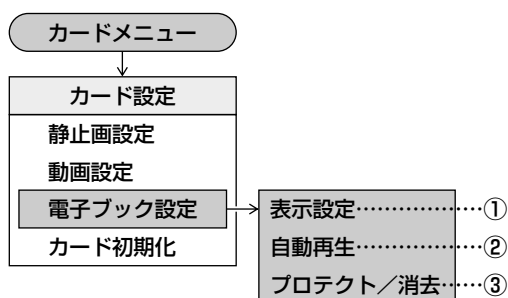 カードメニュー
カード設定
静止画設定
動画設定
電子ブック設定
カード初期化
表示設定………………①
自動再生………………②
プロテクト／消去……③